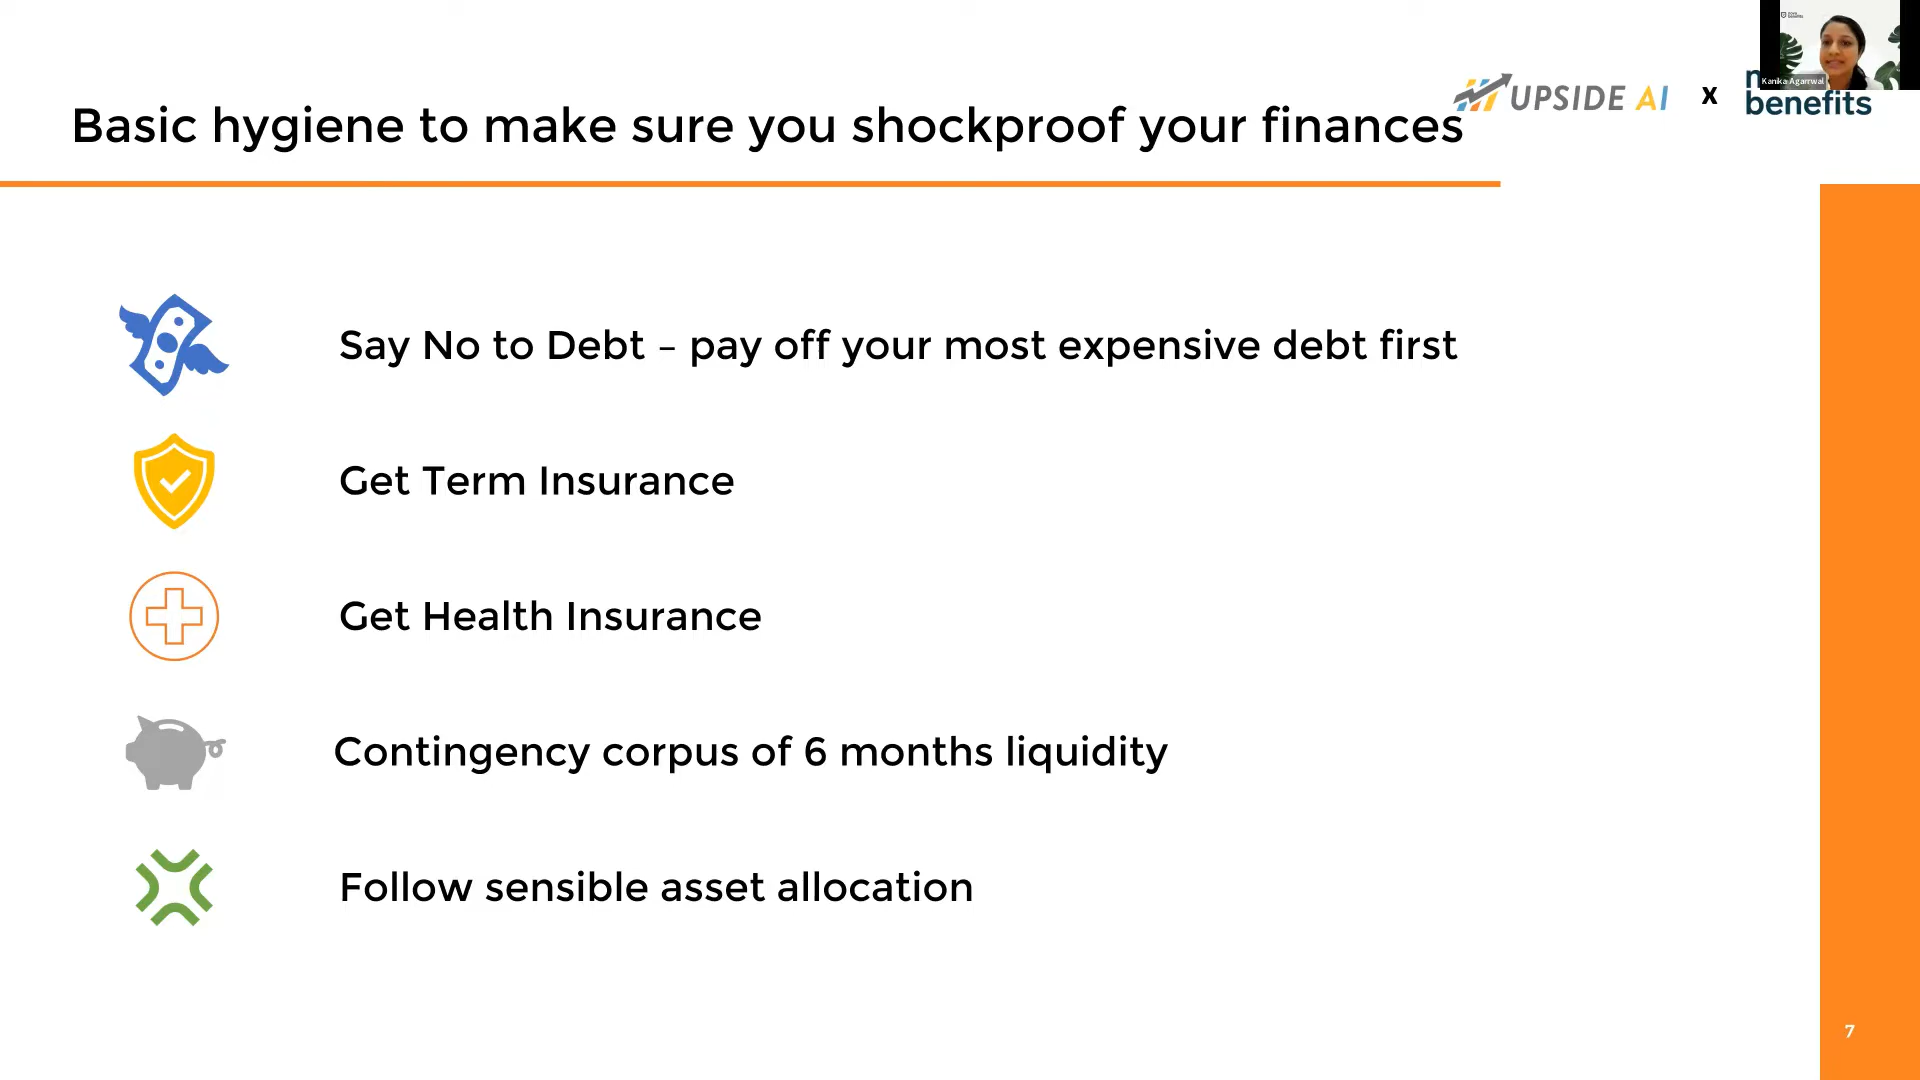 Kanika Agarrwal
UPSIDE AI x
benefits
Basic hygiene to make sure you shockproof your finances
Say No to Debt – pay off your most expensive debt first
Get Term Insurance
Get Health Insurance
Contingency corpus of 6 months liquidity
Follow sensible asset allocation
7